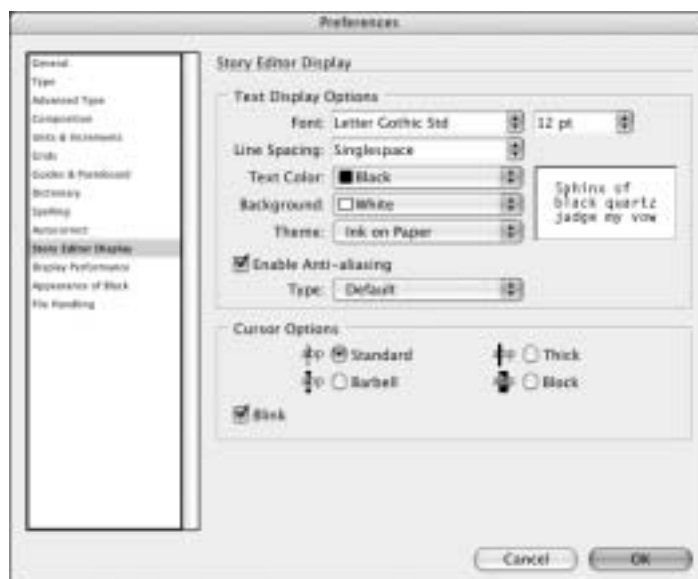 Preferences
General
Type
Advanced Type
Composition
Units & Increments
Grids
Guides & Pasteboard
Dictionary
Spelling
Autocorrect
Story Editor Display
Display Performance
Appearance of Black
File Handling
Story Editor Display
Text Display Options
Font: Letter Gothic Std 12 pt
Line Spacing: Singlespace
Text Color: Black
Background: White
Theme: Ink on Paper
Sphinx of
black quartz
judge my vow
Enable Anti-aliasing
Type: Default
Cursor Options
Standard
Thick
Barbell
Block
Blink
Cancel OK